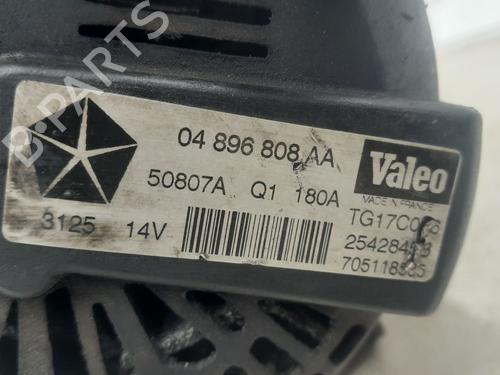 B-PARTS
04 896 808 AA
Valeo
MADE IN FRANCE
50807A Q1 180A
3125 14V